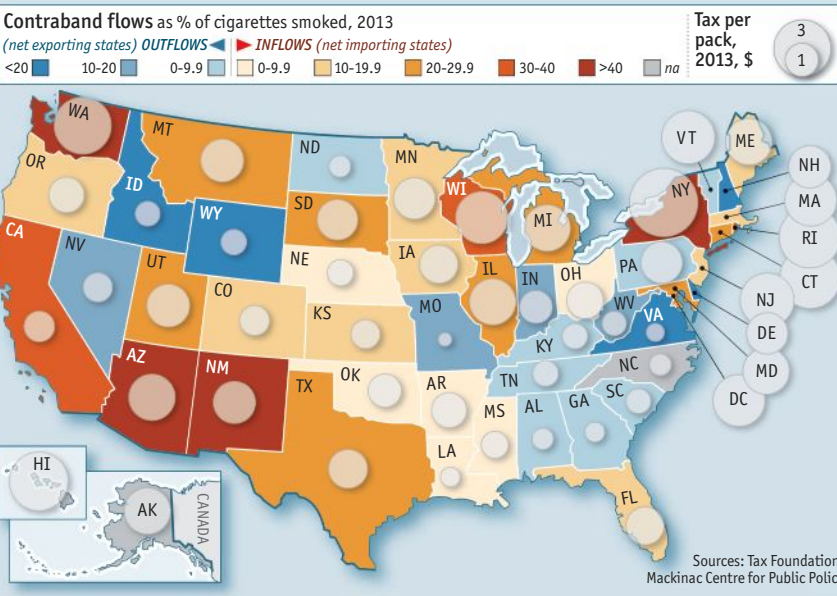 Contraband flows as % of cigarettes smoked, 2013
(net exporting states) OUTFLOWS INFLOWS (net importing states)
<20 10-20 0-9.9 0-9.9 10-19.9 20-29.9 30-40 >40 na
Tax per
pack,
2013, $
3
1
WA
MT
ND
MN
VT
ME
OR
ID
SD
WI
MI
NY
NH
MA
RI
CT
CA
NV
WY
NE
IA
IL
IN
OH
PA
NJ
DE
MD
DC
UT
CO
KS
MO
WV
VA
KY
AZ
NM
TX
OK
AR
TN
NC
SC
MS
AL
GA
LA
FL
HI
AK
CANADA
Sources: Tax Foundation
Mackinac Centre for Public Polic